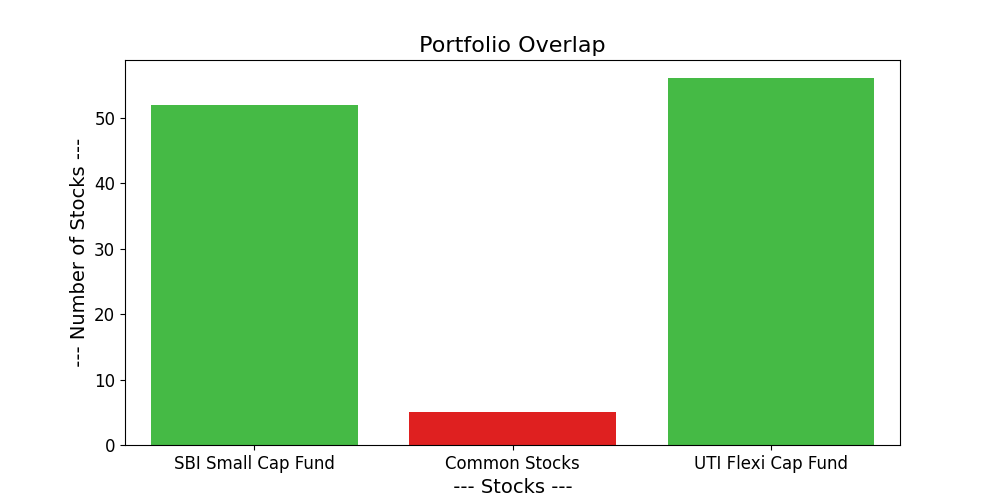 Portfolio Overlap
--- Number of Stocks ---
50
40
30
20
10
0
SBI Small Cap Fund
Common Stocks
UTI Flexi Cap Fund
--- Stocks ---